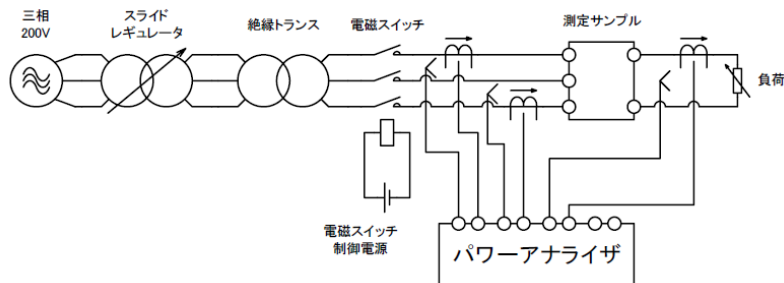 三相
200V
スライド
レギュレータ
絶縁トランス
電磁スイッチ
測定サンプル
負荷
電磁スイッチ
制御電源
パワーアナライザ